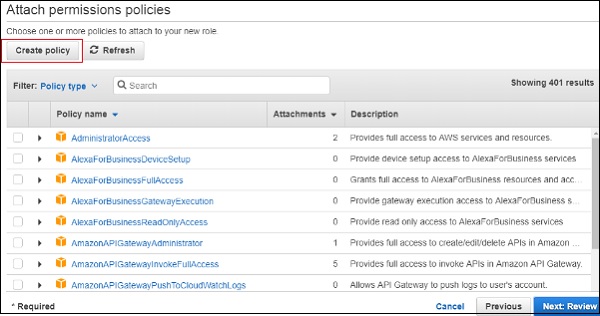 Attach permissions policies
Choose one or more policies to attach to your new role.
Create policy Refresh
Filter: Policy type Search Showing 401 results
Policy name Attachments Description
AdministratorAccess 2 Provides full access to AWS services and resources.
AlexaForBusinessDeviceSetup 0 Provide device setup access to AlexaForBusiness services
AlexaForBusinessFullAccess 0 Grants full access to AlexaForBusiness resources and acc...
AlexaForBusinessGatewayExecution 0 Provide gateway execution access to AlexaForBusiness s...
AlexaForBusinessReadOnlyAccess 0 Provide read only access to AlexaForBusiness services
AmazonAPIGatewayAdministrator 1 Provides full access to create/edit/delete APIs in Amazon ...
AmazonAPIGatewayInvokeFullAccess 5 Provides full access to invoke APIs in Amazon API Gateway.
AmazonAPIGatewayPushToCloudWatchLogs 0 Allows API Gateway to push logs to user's account.
* Required Cancel Previous Next: Review